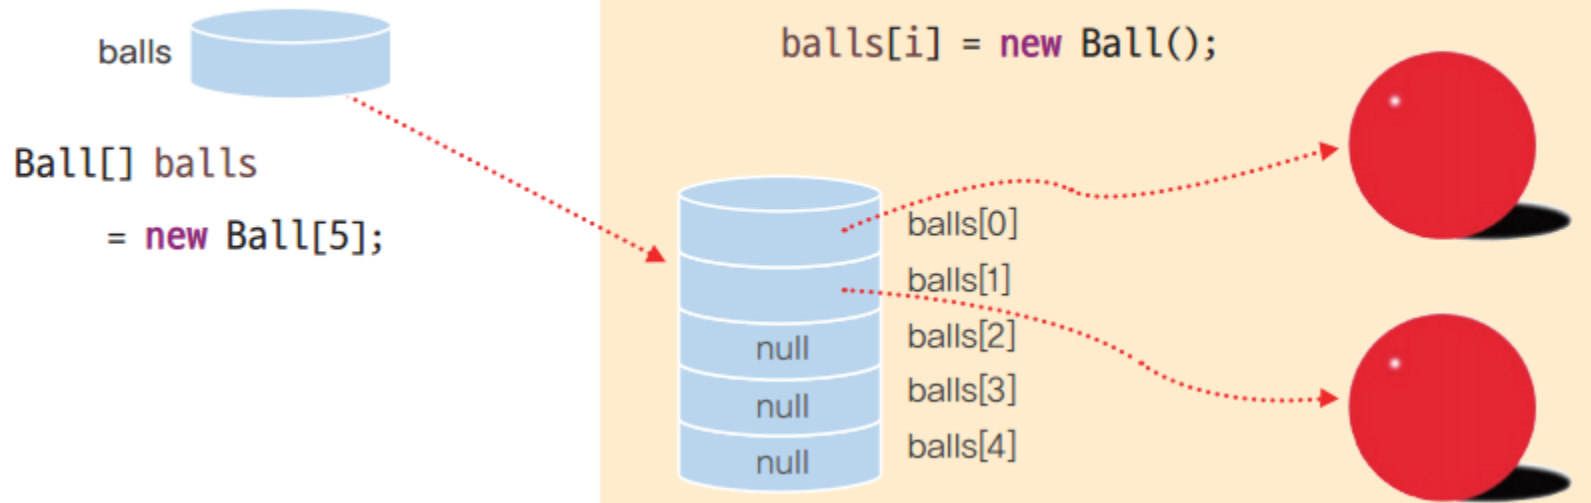 balls
Ball[] balls
= new Ball[5];
balls[i] = new Ball();
balls[0]
balls[1]
null balls[2]
null balls[3]
null balls[4]